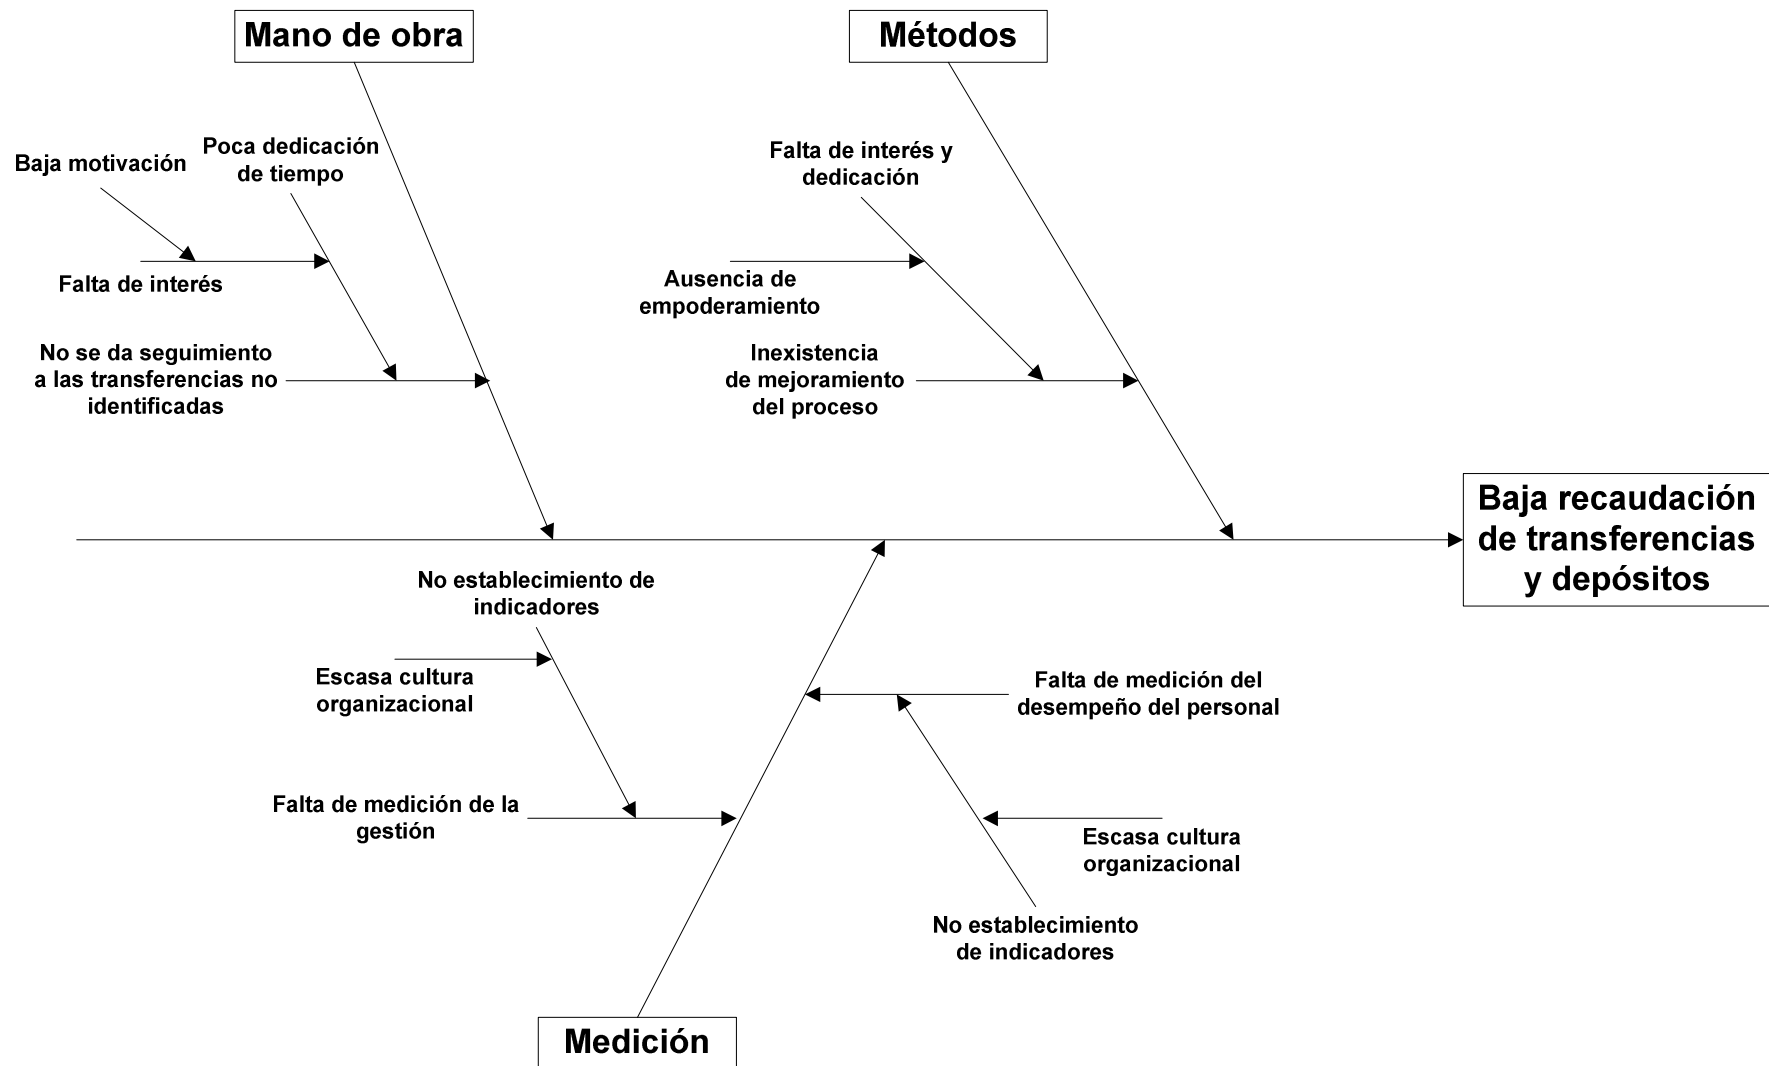 Mano de obra
Métodos
Baja motivación
Poca dedicación
de tiempo
Falta de interés
No se da seguimiento
a las transferencias no
identificadas
Falta de interés y
dedicación
Ausencia de
empoderamiento
Inexistencia
de mejoramiento
del proceso
Baja recaudación
de transferencias
y depósitos
No establecimiento de
indicadores
Escasa cultura
organizacional
Falta de medición de la
gestión
Falta de medición del
desempeño del personal
Escasa cultura
organizacional
No establecimiento
de indicadores
Medición